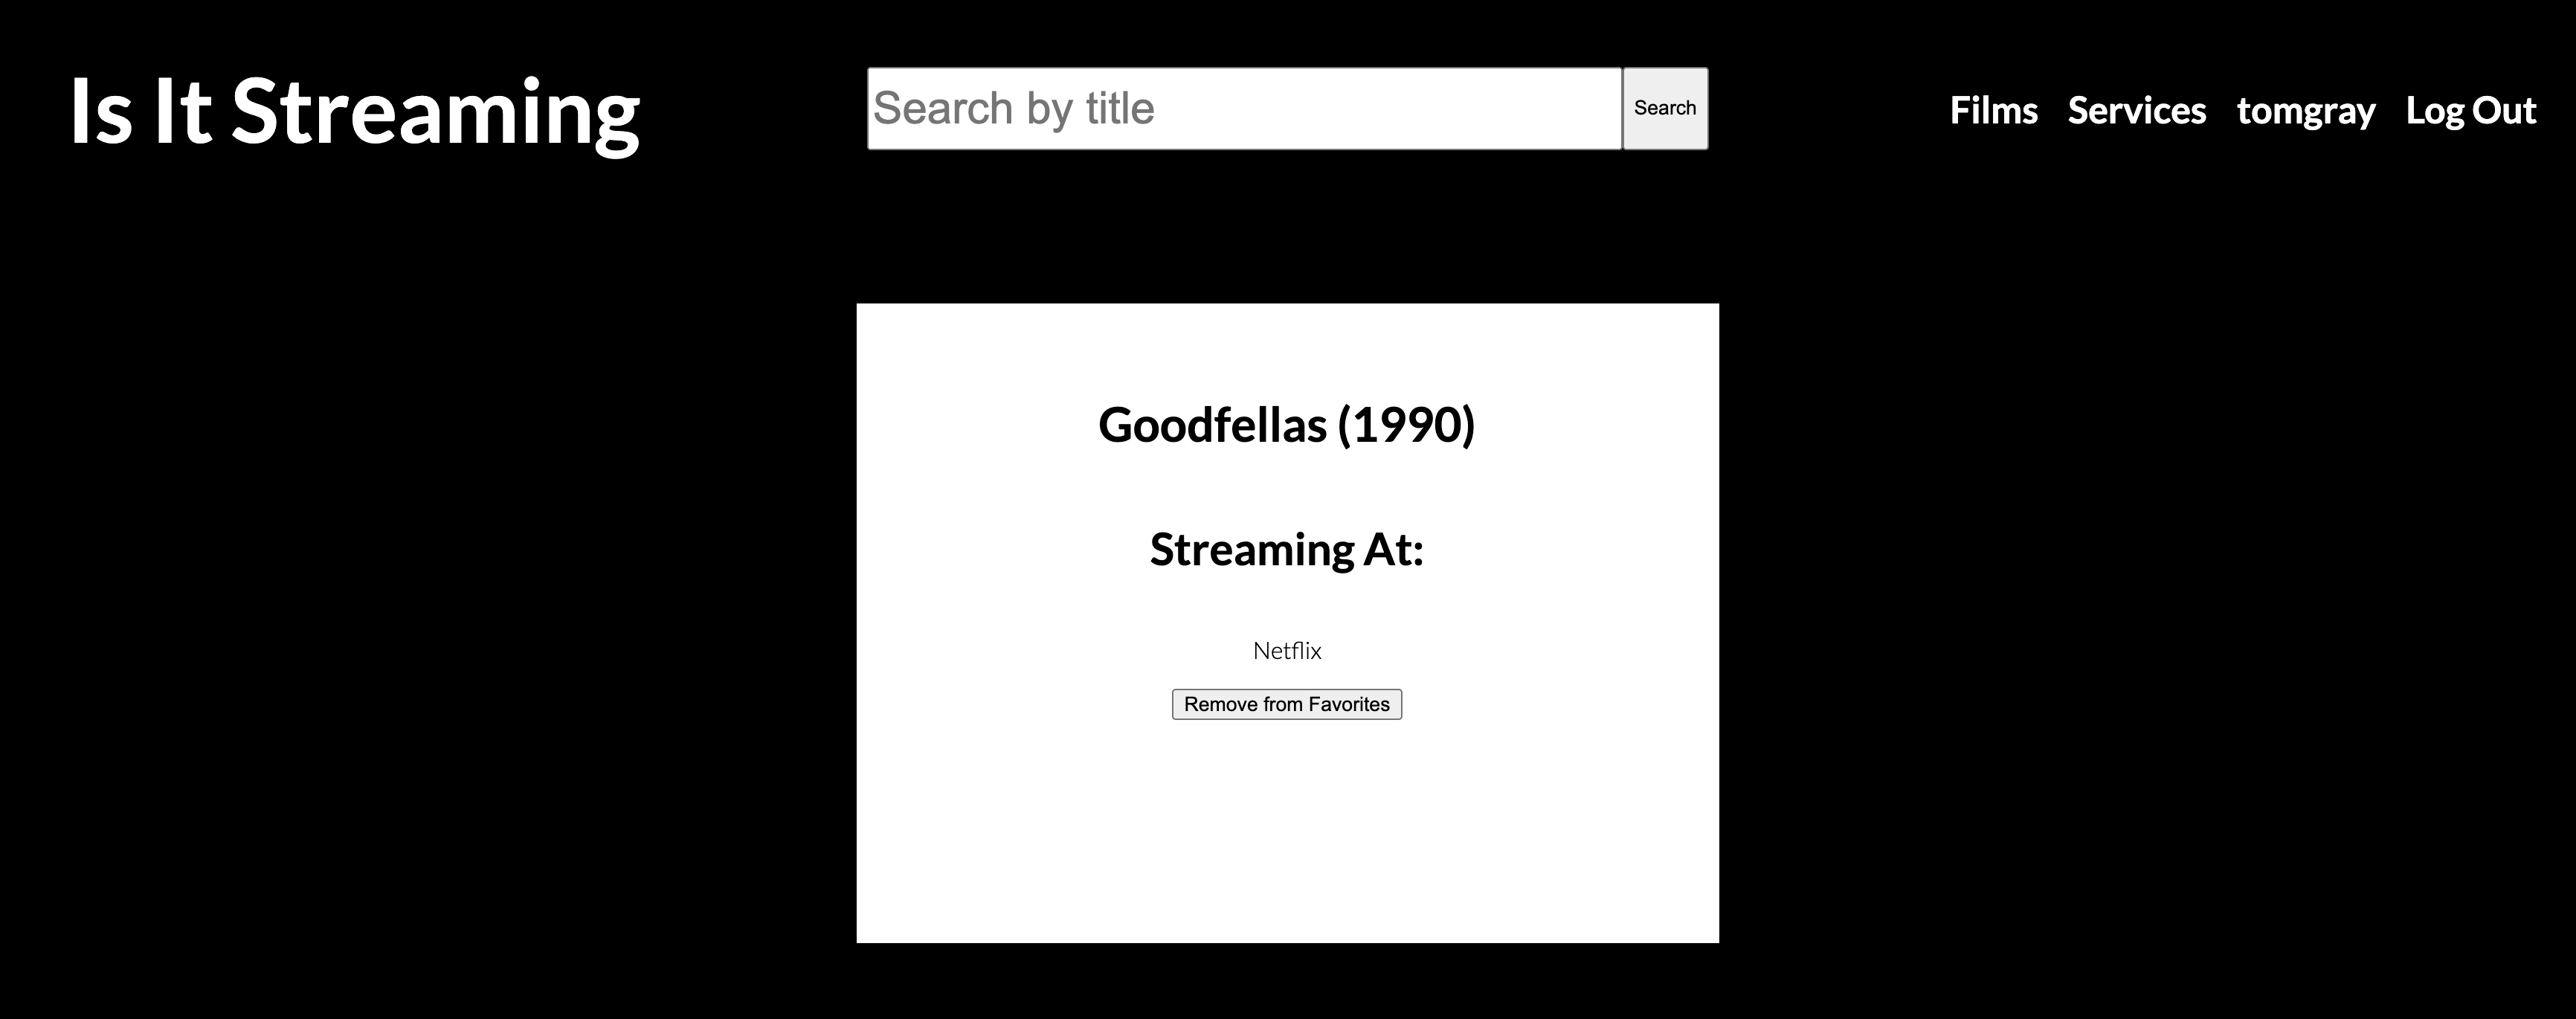 Is It Streaming
Search by title
Search
Films Services tomgray Log Out
Goodfellas (1990)
Streaming At:
Netflix
Remove from Favorites